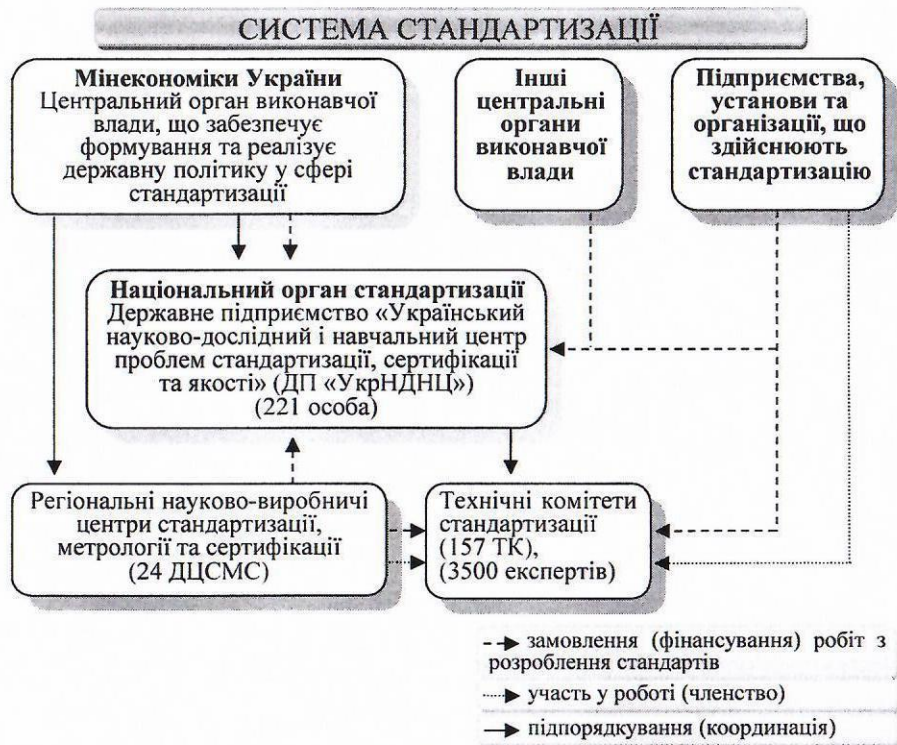 СИСТЕМА СТАНДАРТИЗАЦІЇ
Мінекономіки України
Центральний орган виконавчої
влади, що забезпечує
формування та реалізує
державну політику у сфері
стандартизації
Інші
центральні
органи
виконавчої
влади
Підприємства,
установи та
організації, що
здійснюють
стандартизацію
Національний орган стандартизації
Державне підприємство «Український
науково-дослідний і навчальний центр
проблем стандартизації, сертифікації
та якості» (ДП «УкрНДНЦ»)
(221 особа)
Регіональні науково-виробничі
центри стандартизації,
метрології та сертифікації
(24 ДЦСМС)
Технічні комітети
стандартизації
(157 ТК),
(3500 експертів)
замовлення (фінансування) робіт з
розроблення стандартів
участь у роботі (членство)
підпорядкування (координація)